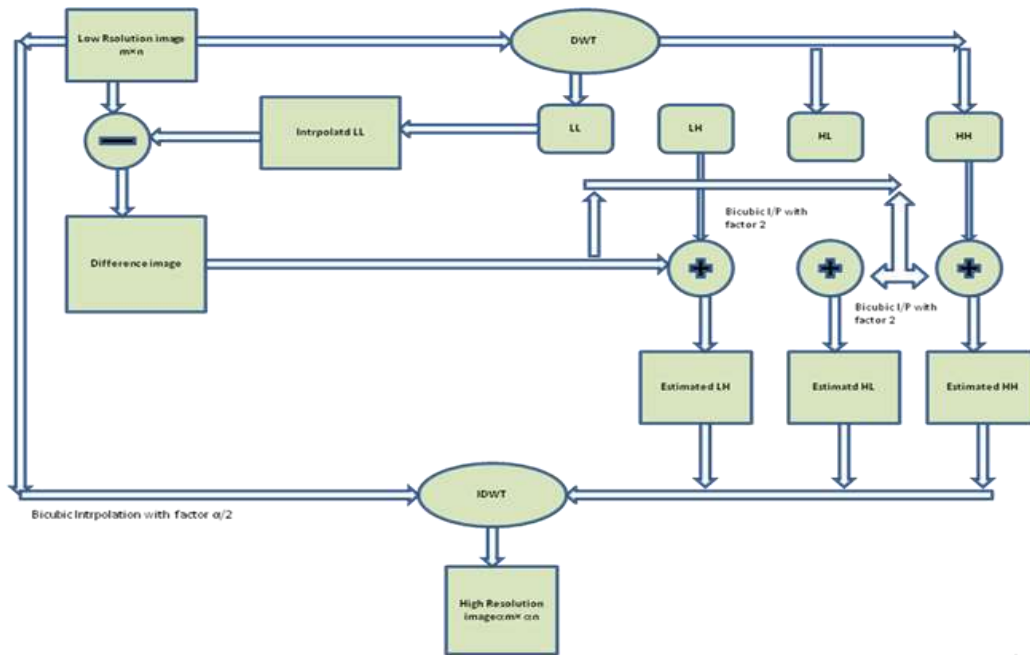 Low Rsolution image
m×n
DWT
Intrpolatd LL
LL
LH
HL
HH
Bicubic I/P with
factor 2
Difference image
Bicubic I/P with
factor 2
Estimated LH
Estimatd HL
Estimated HH
IDWT
Bicubic Intrpolation with factor α/2
High Resolution
imageαm× αn